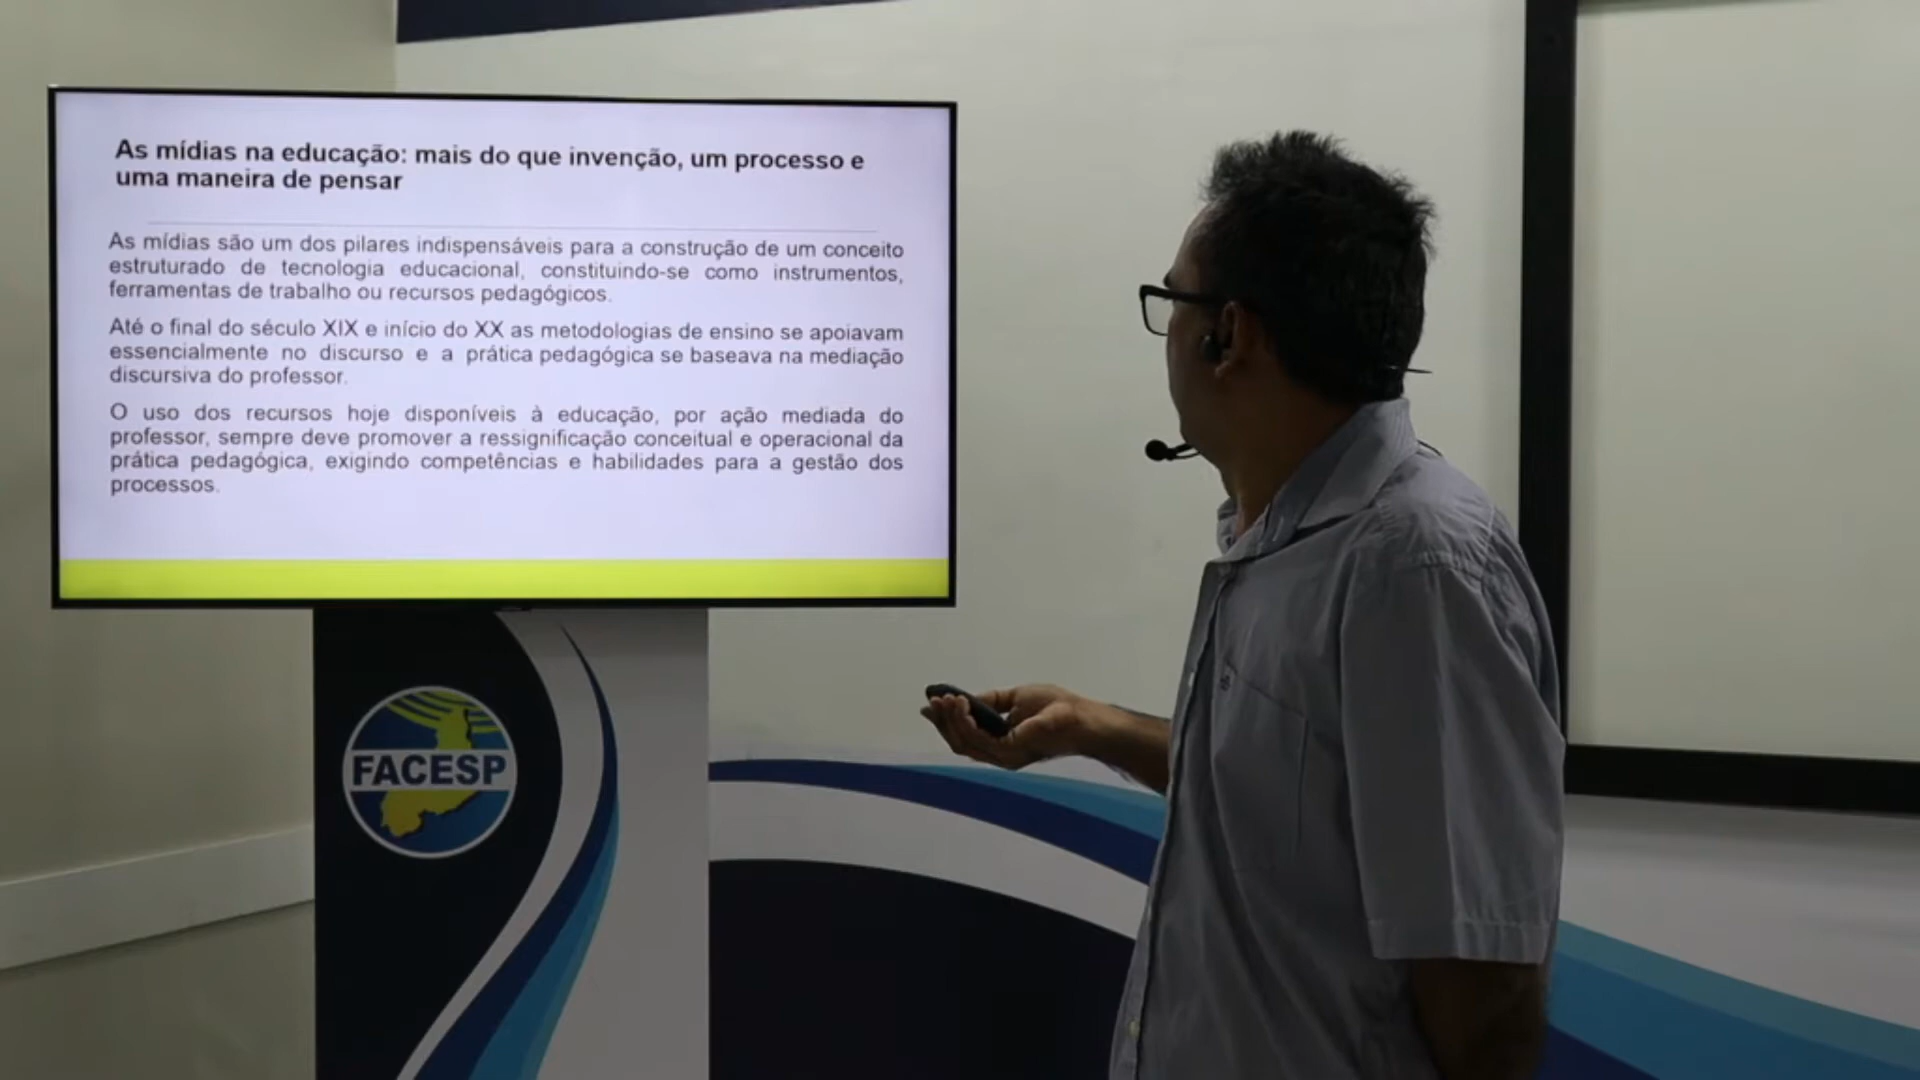 As mídias na educação: mais do que invenção, um processo e
uma maneira de pensar
As mídias são um dos pilares indispensáveis para a construção de um conceito
estruturado de tecnologia educacional, constituindo-se como instrumentos,
ferramentas de trabalho ou recursos pedagógicos.
Até o final do século XIX e início do XX as metodologias de ensino se apoiavam
essencialmente no discurso e a prática pedagógica se baseava na mediação
discursiva do professor.
O uso dos recursos hoje disponíveis à educação, por ação mediada do
professor, sempre deve promover a ressignificação conceitual e operacional da
prática pedagógica, exigindo competências e habilidades para a gestão dos
processos.
FACESP